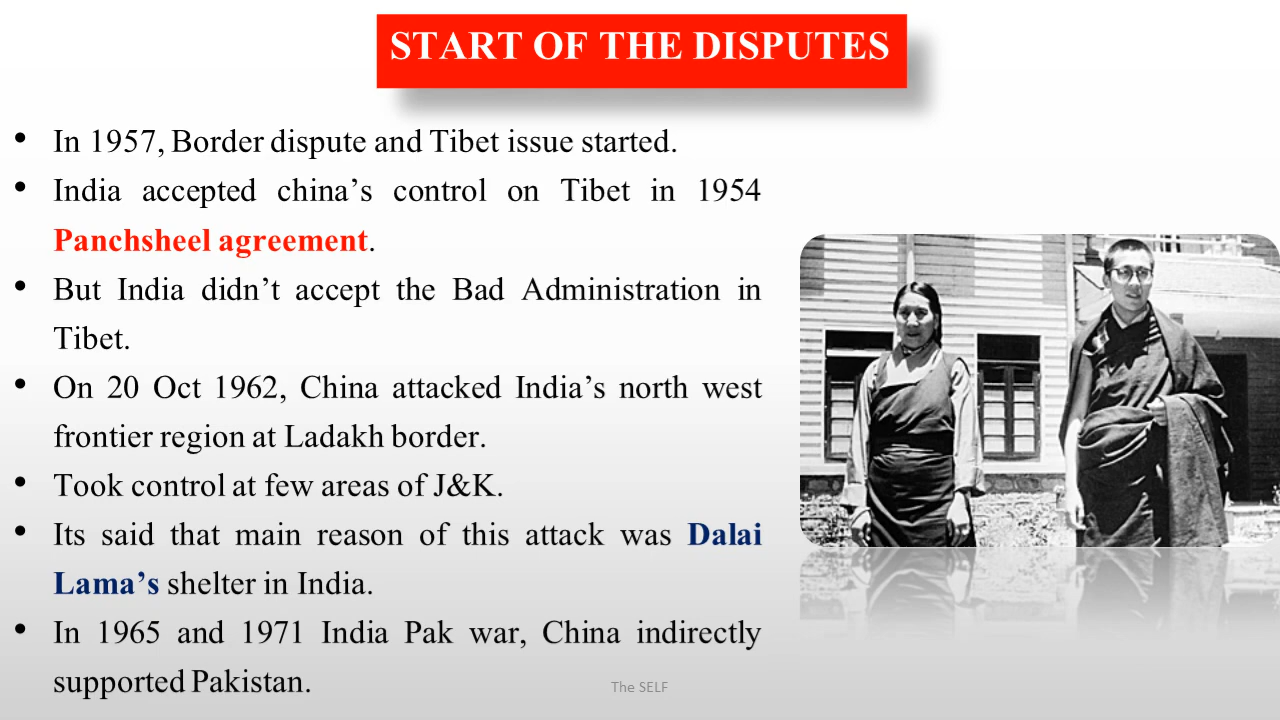 START OF THE DISPUTES
• In 1957, Border dispute and Tibet issue started.
• India accepted china’s control on Tibet in 1954
Panchsheel agreement.
• But India didn’t accept the Bad Administration in
Tibet.
• On 20 Oct 1962, China attacked India’s north west
frontier region at Ladakh border.
• Took control at few areas of J&K.
• Its said that main reason of this attack was Dalai
Lama’s shelter in India.
• In 1965 and 1971 India Pak war, China indirectly
supported Pakistan.
The SELF